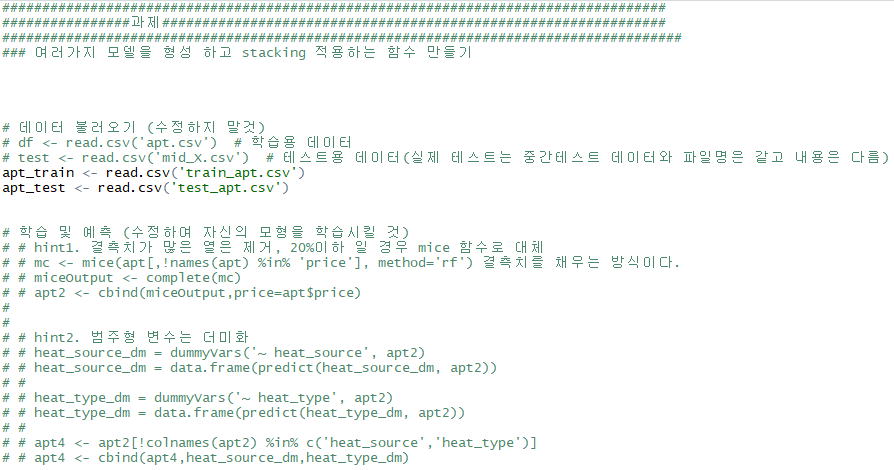 ###################################################################################
################과제###############################################################
#####################################################################################
### 여러가지 모델을 형성 하고 stacking 적용하는 함수 만들기
# 데이터 불러오기 (수정하지 말것)
# df <- read.csv('apt.csv')  # 학습용 데이터
# test <- read.csv('mid_X.csv')  # 테스트용 데이터(실제 테스트는 중간테스트 데이터와 파일명은 같고 내용은 다름)
apt_train <- read.csv('train_apt.csv')
apt_test <- read.csv('test_apt.csv')
# 학습 및 예측 (수정하여 자신의 모형을 학습시킬 것)
# # hint1. 결측치가 많은 열은 제거, 20%이하 일 경우 mice 함수로 대체
# # mc <- mice(apt[,!names(apt) %in% 'price'], method='rf') 결측치를 채우는 방식이다.
# # miceOutput <- complete(mc)
# # apt2 <- cbind(miceOutput,price=apt$price)
#
#
# # hint2. 범주형 변수는 더미화
# # heat_source_dm = dummyVars('~ heat_source', apt2)
# # heat_source_dm = data.frame(predict(heat_source_dm, apt2))
# #
# # heat_type_dm = dummyVars('~ heat_type', apt2)
# # heat_type_dm = data.frame(predict(heat_type_dm, apt2))
# #
# # apt4 <- apt2[!colnames(apt2) %in% c('heat_source','heat_type')]
# # apt4 <- cbind(apt4,heat_source_dm,heat_type_dm)